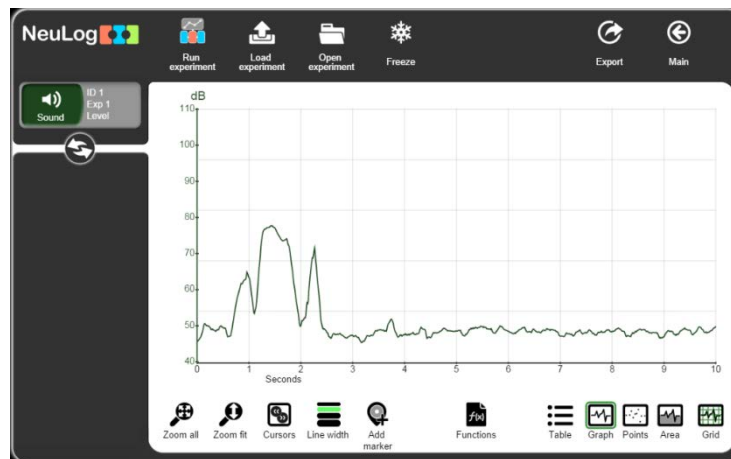 NeuLog
Run experiment
Load experiment
Open experiment
Freeze
Export
Main
Sound
ID 1
Exp 1
Level
dB
110
100
90
80
70
60
50
40
0 1 2 3 4 5 6 7 8 9 10
Seconds
Zoom all
Zoom fit
Cursors
Line width
Add marker
f(x)
Functions
Table
Graph
Points
Area
Grid